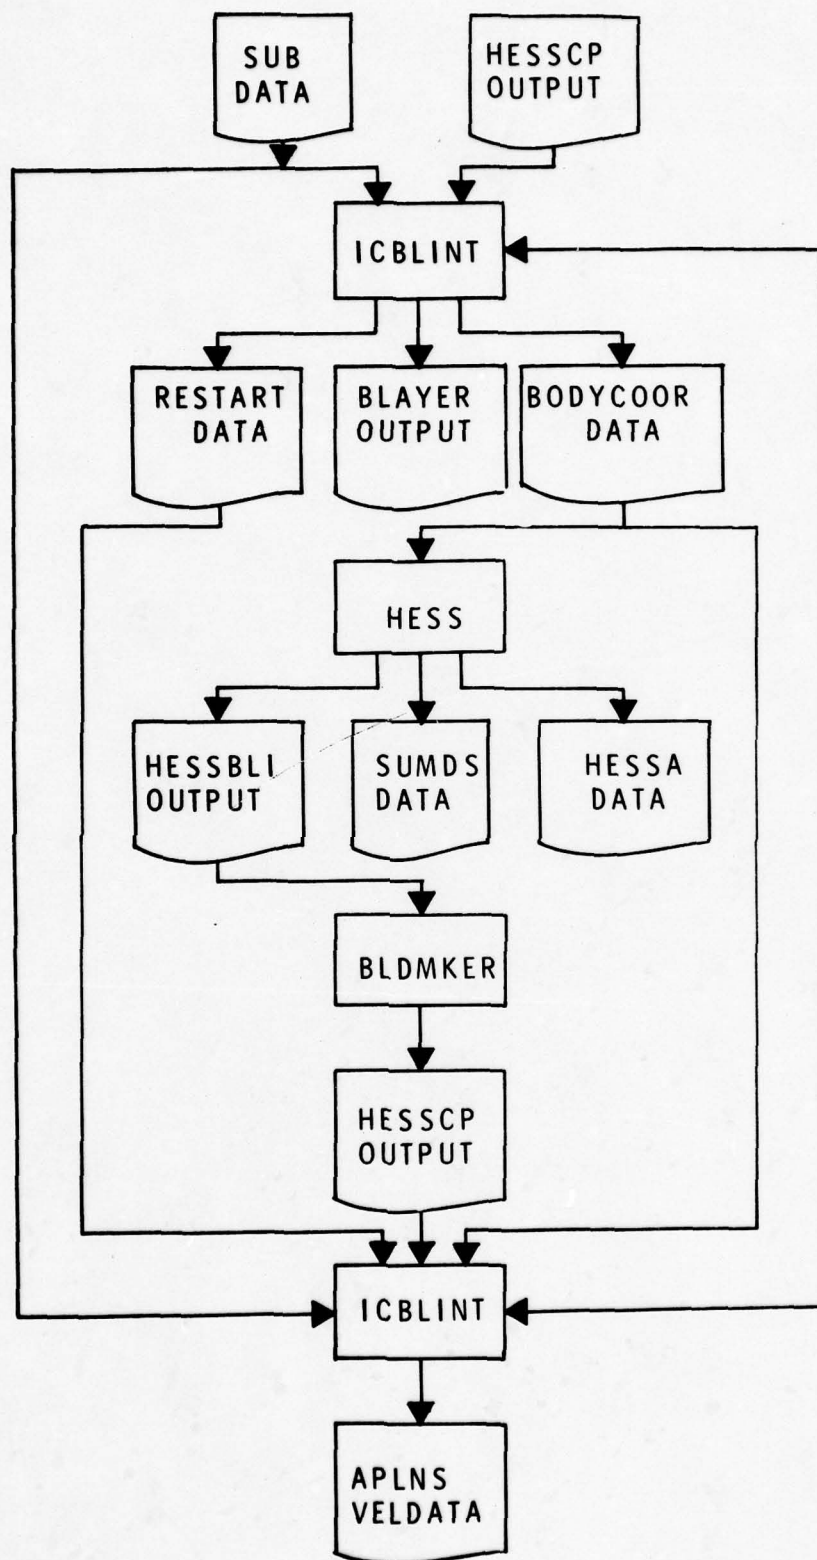 SUB
DATA
HESSCP
OUTPUT
ICBLINT
RESTART
DATA
BLAYER
OUTPUT
BODYCOOR
DATA
HESS
HESSBLI
OUTPUT
SUMDS
DATA
HESSA
DATA
BLDMKER
HESSCP
OUTPUT
ICBLINT
APLNS
VELDATA